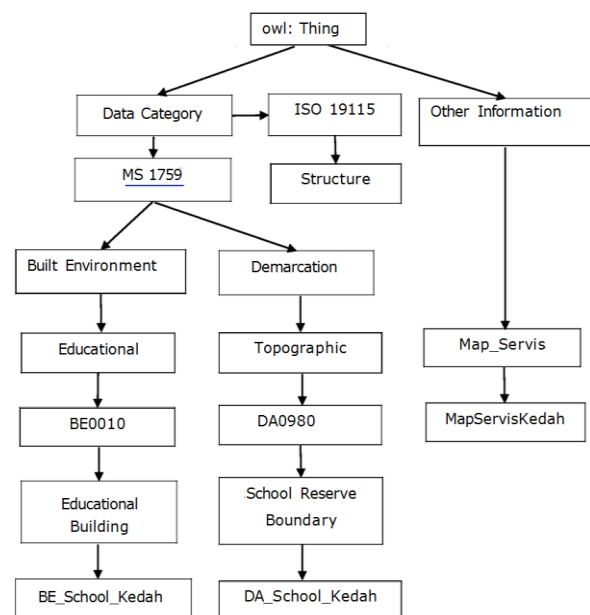 owl: Thing
Data Category
ISO 19115
Other Information
MS 1759
Structure
Built Environment
Demarcation
Educational
Topographic
Map_Servis
BE0010
DA0980
MapServisKedah
Educational
Building
School Reserve
Boundary
BE_School_Kedah
DA_School_Kedah